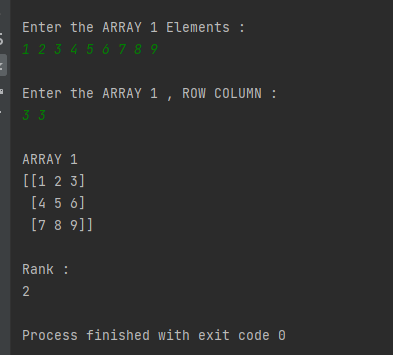 Enter the ARRAY 1 Elements :
1 2 3 4 5 6 7 8 9
Enter the ARRAY 1 , ROW COLUMN :
3 3
ARRAY 1
[[1 2 3]
 [4 5 6]
 [7 8 9]]
Rank :
2
Process finished with exit code 0